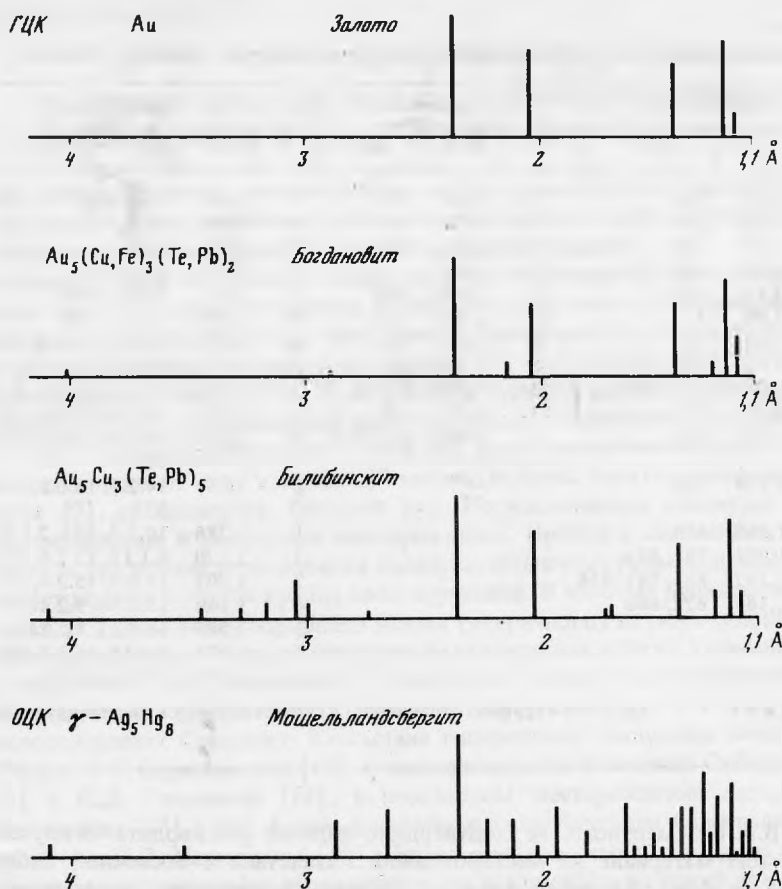 ГЦК Au Золото
4 3 2 1,1 Å
Au₅(Cu,Fe)₃(Te,Pb)₂ Богдановит
4 3 2 1,1 Å
Au₅Cu₃(Te,Pb)₅ Билибинскит
4 3 2 1,1 Å
ОЦК γ – Ag₅Hg₈ Мошельландсбергит
4 3 2 1,1 Å